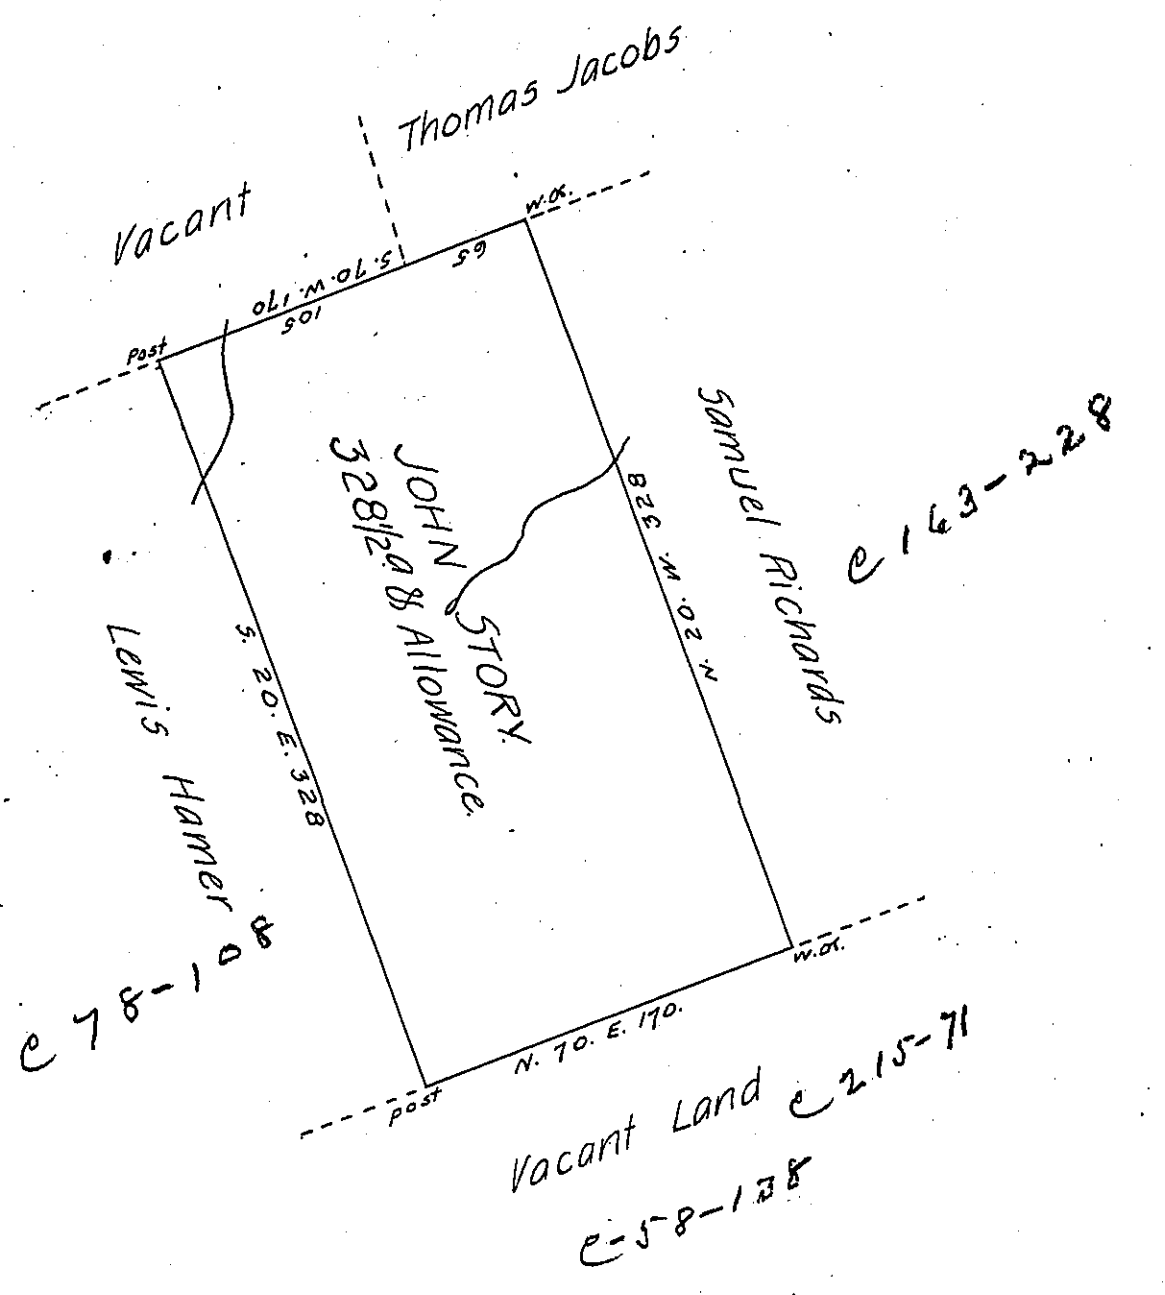 Thomas Jacobs
Vacant
W.O.
S. 70. W. 170
65
105
Post
JOHN STORY.
328 1/2 a. & Allowance.
N. 20. W. 328
Samuel Richards
C 163-228
S. 20. E. 328
Lewis Hamer
C 78-108
W.O.
N. 70. E. 170.
Post
Vacant Land
C 215-71
C-58-138